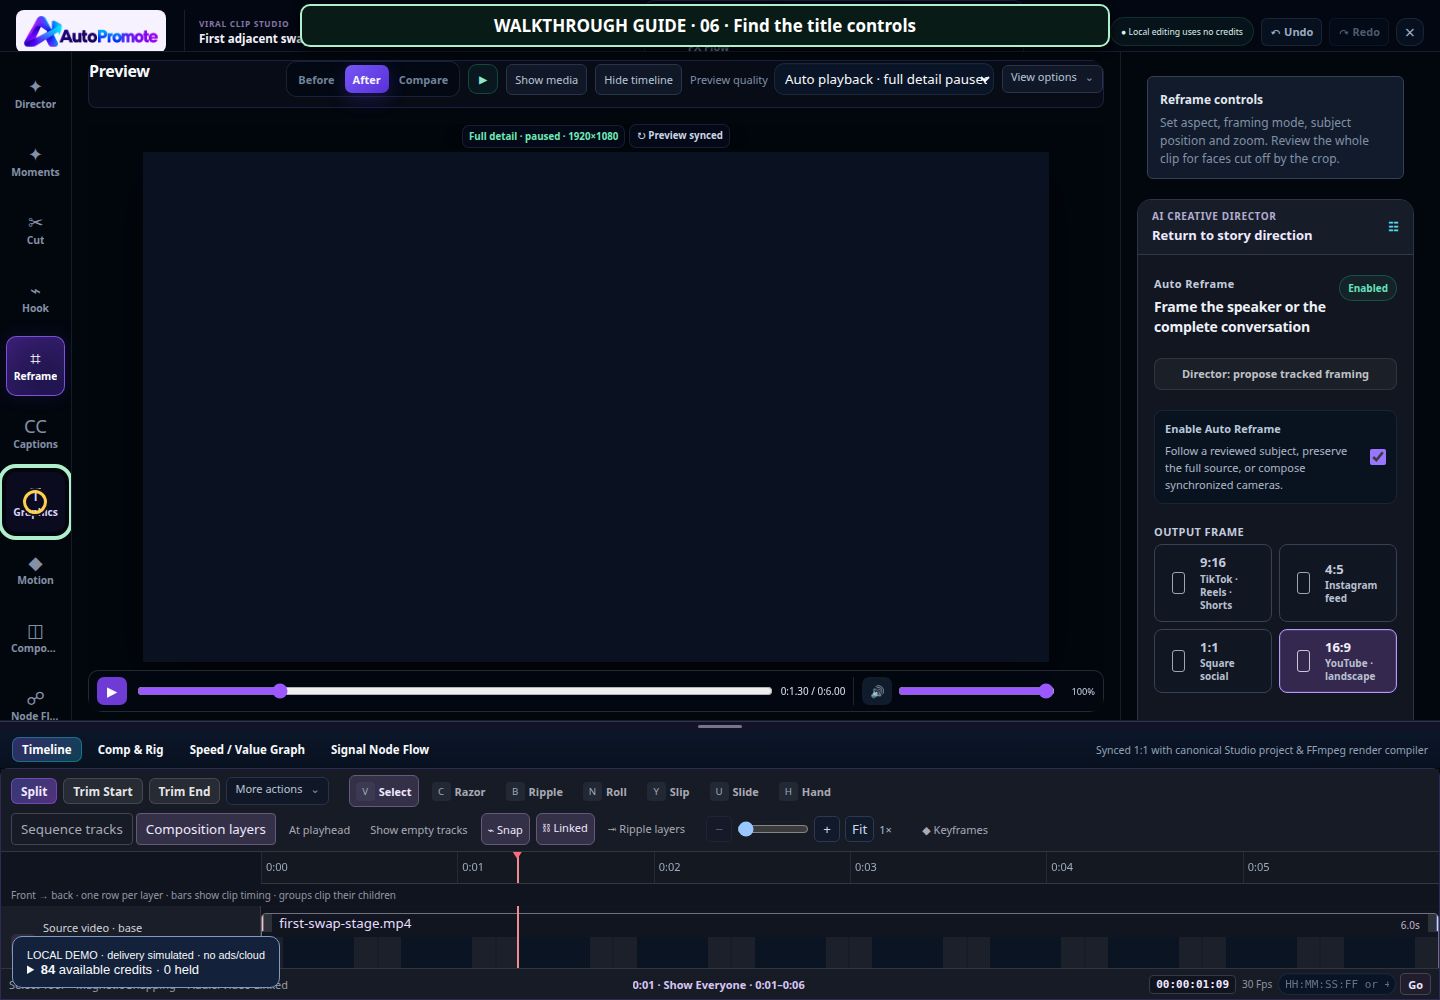 AutoPromote
VIRAL CLIP STUDIO
First adjacent swa
WALKTHROUGH GUIDE · 06 · Find the title controls
● Local editing uses no credits
↶ Undo
↷ Redo
✕
Director
Moments
Cut
Hook
Reframe
CC
Captions
Graphics
Motion
Compo...
Node Fl...
Preview
Before
After
Compare
Show media
Hide timeline
Preview quality
Auto playback · full detail paused
View options
Full detail · paused · 1920×1080
↻ Preview synced
0:1.30 / 0:6.00
100%
Reframe controls
Set aspect, framing mode, subject
position and zoom. Review the whole
clip for faces cut off by the crop.
AI CREATIVE DIRECTOR
Return to story direction
Auto Reframe
Enabled
Frame the speaker or the
complete conversation
Director: propose tracked framing
Enable Auto Reframe
Follow a reviewed subject, preserve
the full source, or compose
synchronized cameras.
OUTPUT FRAME
9:16
TikTok ·
Reels ·
Shorts
4:5
Instagram
feed
1:1
Square
social
16:9
YouTube ·
landscape
Timeline
Comp & Rig
Speed / Value Graph
Signal Node Flow
Synced 1:1 with canonical Studio project & FFmpeg render compiler
Split
Trim Start
Trim End
More actions
V Select
C Razor
B Ripple
N Roll
Y Slip
U Slide
H Hand
Sequence tracks
Composition layers
At playhead
Show empty tracks
⌁ Snap
⛓ Linked
⇥ Ripple layers
−
+
Fit
1×
◆ Keyframes
0:00
0:01
0:02
0:03
0:04
0:05
Front → back · one row per layer · bars show clip timing · groups clip their children
Source video · base
first-swap-stage.mp4
6.0s
LOCAL DEMO · delivery simulated · no ads/cloud
▶ 84 available credits · 0 held
0:01 · Show Everyone · 0:01–0:06
00:00:01:09
30 Fps
HH:MM:SS:FF or +
Go